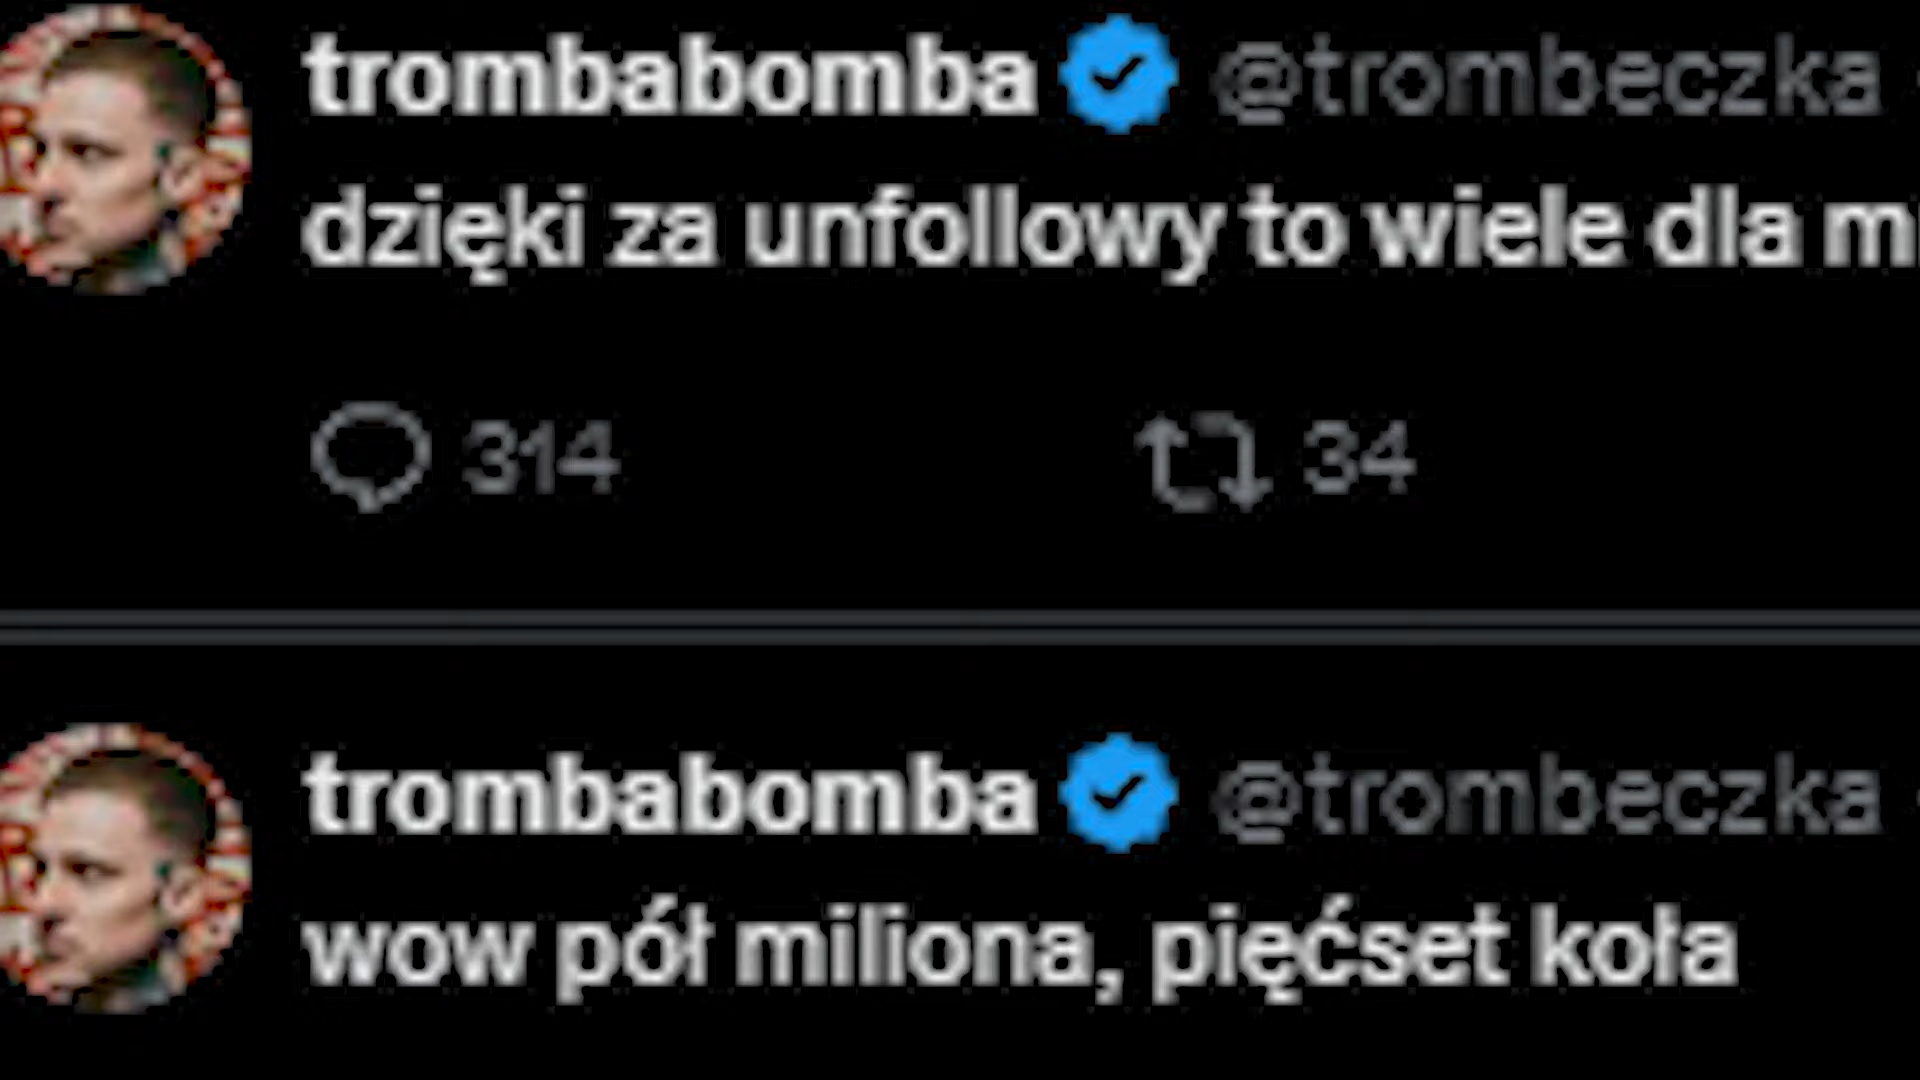 trombabomba @trombeczka
dzięki za unfollowy to wiele dla
314 34
trombabomba @trombeczka
wow pół miliona, pięćset koła